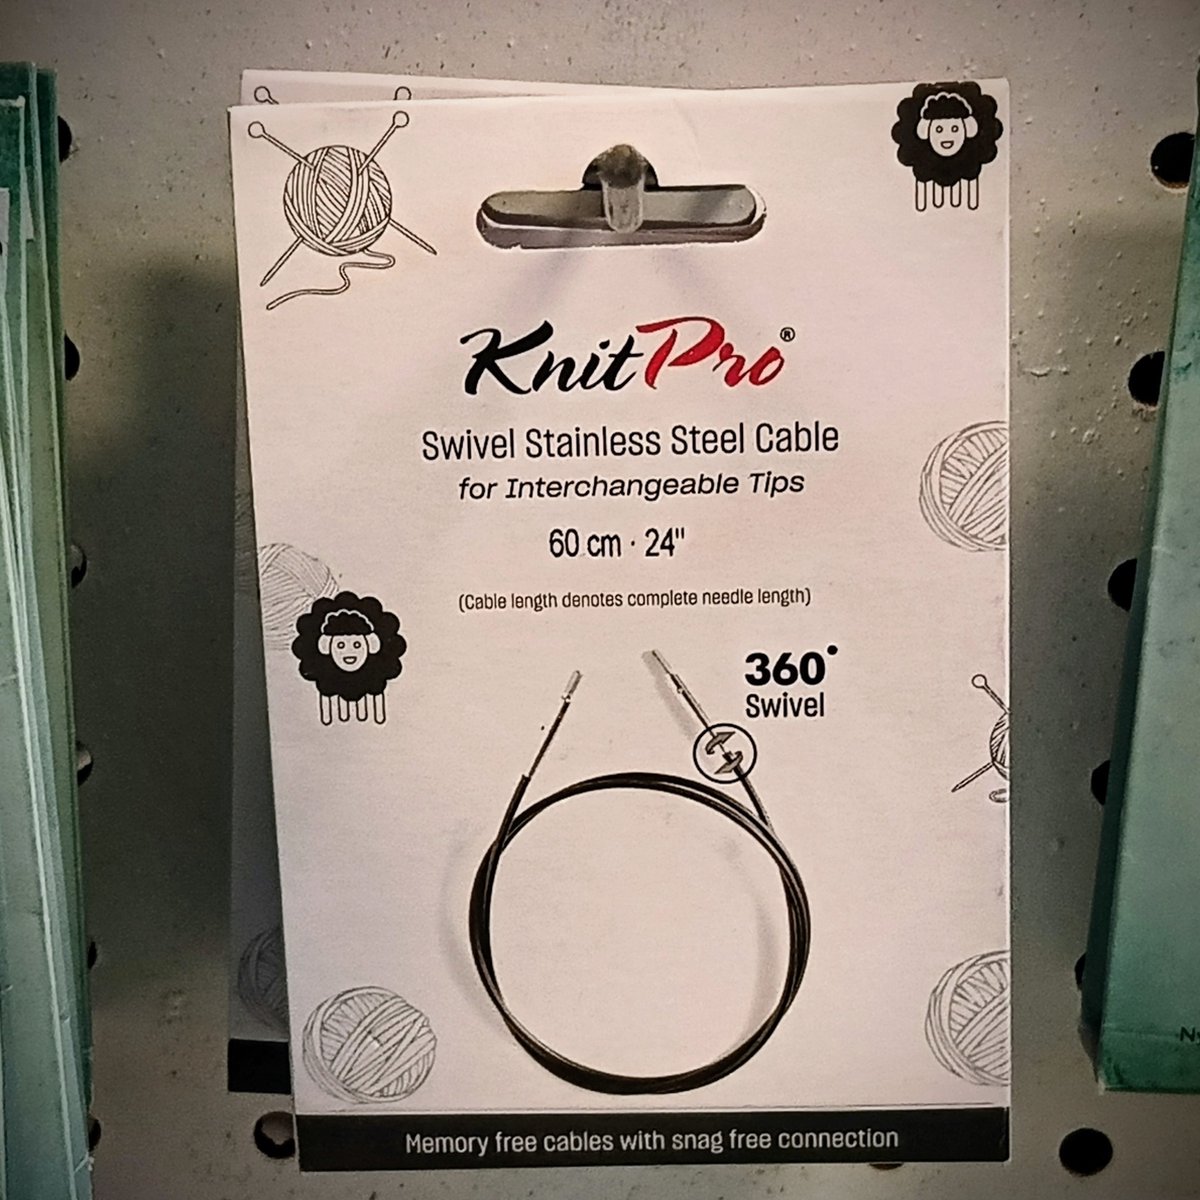 KnitPro®
Swivel Stainless Steel Cable
for Interchangeable Tips
60 cm · 24"
(Cable length denotes complete needle length)
360°
Swivel
Memory free cables with snag free connection